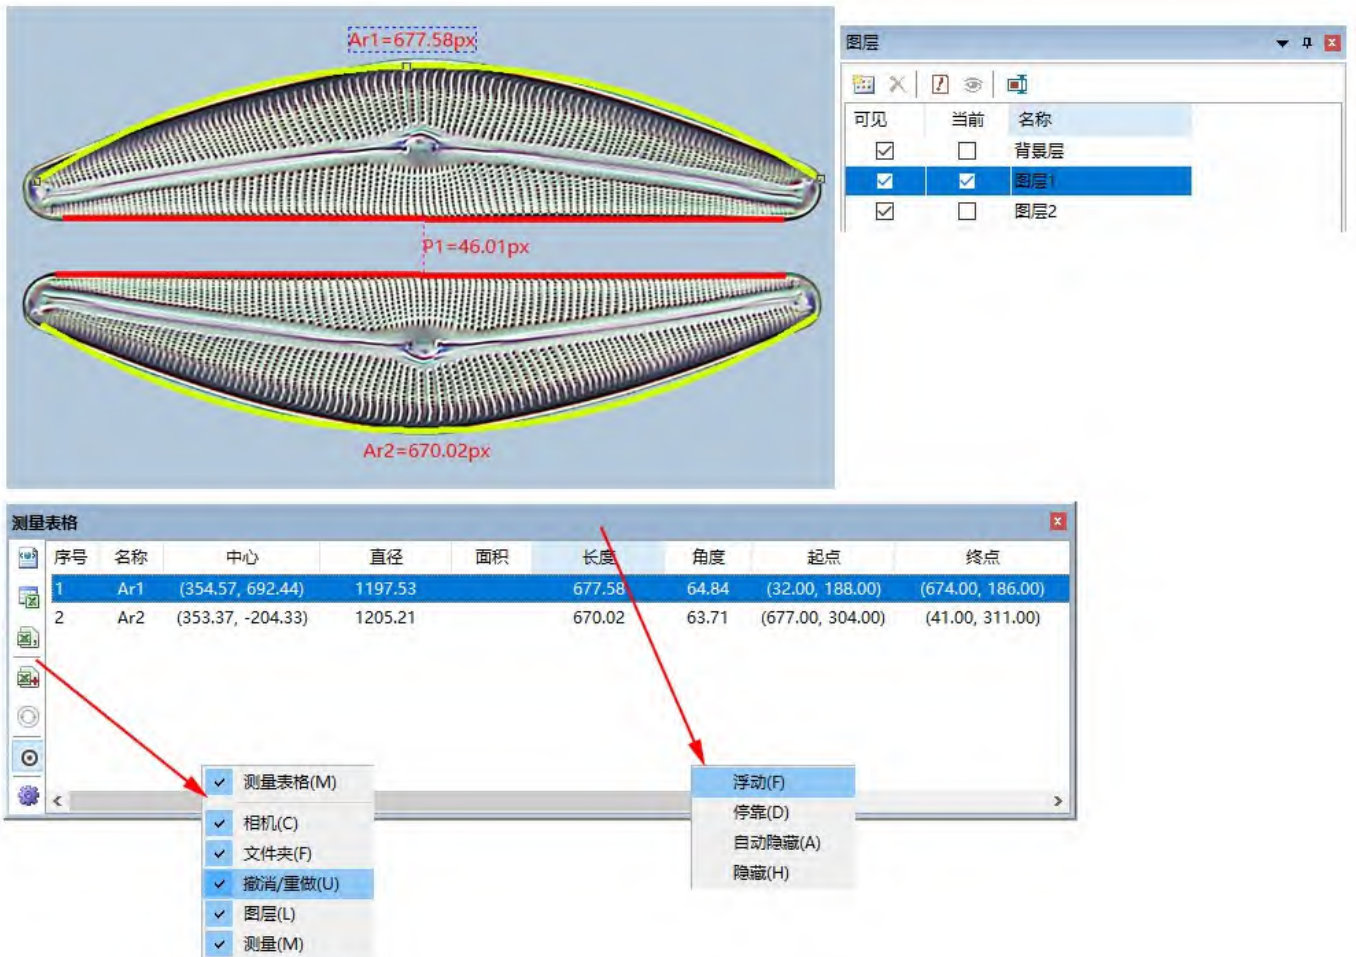 Ar1=677.58px
P1=46.01px
Ar2=670.02px
图层
可见 当前 名称
背景层
图层1
图层2
测量表格
序号 名称 中心 直径 面积 长度 角度 起点 终点
1 Ar1 (354.57, 692.44) 1197.53 677.58 64.84 (32.00, 188.00) (674.00, 186.00)
2 Ar2 (353.37, -204.33) 1205.21 670.02 63.71 (677.00, 304.00) (41.00, 311.00)
测量表格(M)
相机(C)
文件夹(F)
撤消/重做(U)
图层(L)
测量(M)
浮动(F)
停靠(D)
自动隐藏(A)
隐藏(H)